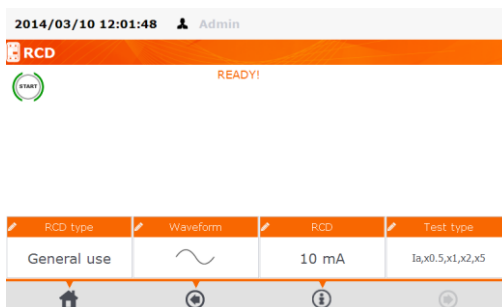 2014/03/10 12:01:48 Admin
RCD
READY!
START
RCD type Waveform RCD Test type
General use 10 mA Ia,x0.5,x1,x2,x5